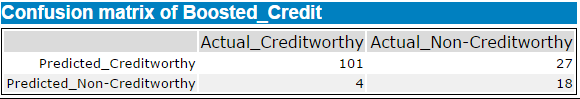 Confusion matrix of Boosted_Credit
Actual_Creditworthy Actual_Non-Creditworthy
Predicted_Creditworthy 101 27
Predicted_Non-Creditworthy 4 18